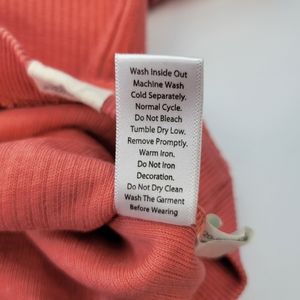 Wash Inside Out
Machine Wash
Cold Separately.
Normal Cycle.
Do Not Bleach
Tumble Dry Low.
Remove Promptly.
Warm Iron.
Do Not Iron
Decoration.
Do Not Dry Clean
Wash The Garment
Before Wearing